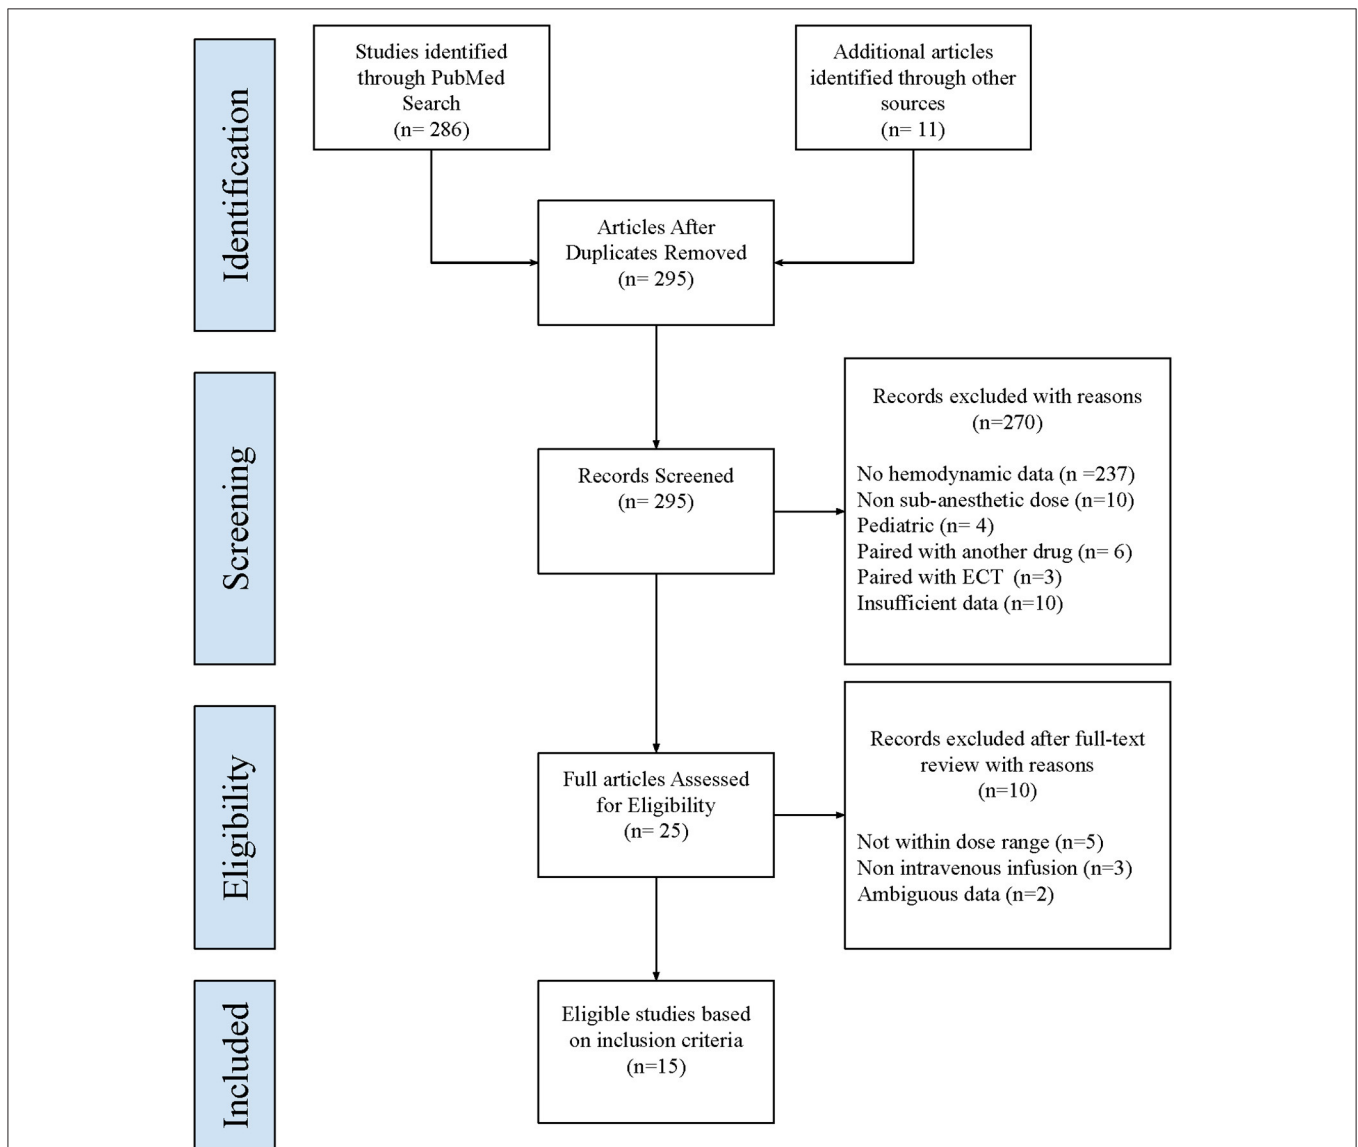 Identification
Studies identified
through PubMed
Search
(n= 286)
Additional articles
identified through other
sources
(n= 11)
Articles After
Duplicates Removed
(n= 295)
Screening
Records Screened
(n= 295)
Records excluded with reasons
(n=270)
No hemodynamic data (n =237)
Non sub-anesthetic dose (n=10)
Pediatric (n= 4)
Paired with another drug (n= 6)
Paired with ECT (n=3)
Insufficient data (n=10)
Eligibility
Full articles Assessed
for Eligibility
(n= 25)
Records excluded after full-text
review with reasons
(n=10)
Not within dose range (n=5)
Non intravenous infusion (n=3)
Ambiguous data (n=2)
Included
Eligible studies based
on inclusion criteria
(n=15)